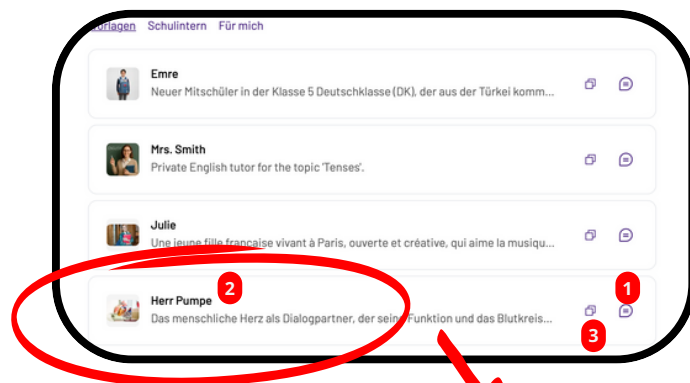 Vorlagen Schulintern Für mich
Emre
Neuer Mitschüler in der Klasse 5 Deutschklasse (DK), der aus der Türkei komm...
Mrs. Smith
Private English tutor for the topic 'Tenses'.
Julie
Une jeune fille française vivant à Paris, ouverte et créative, qui aime la musiqu...
2
1
Herr Pumpe
Das menschliche Herz als Dialogpartner, der seine Funktion und das Blutkreis...
3